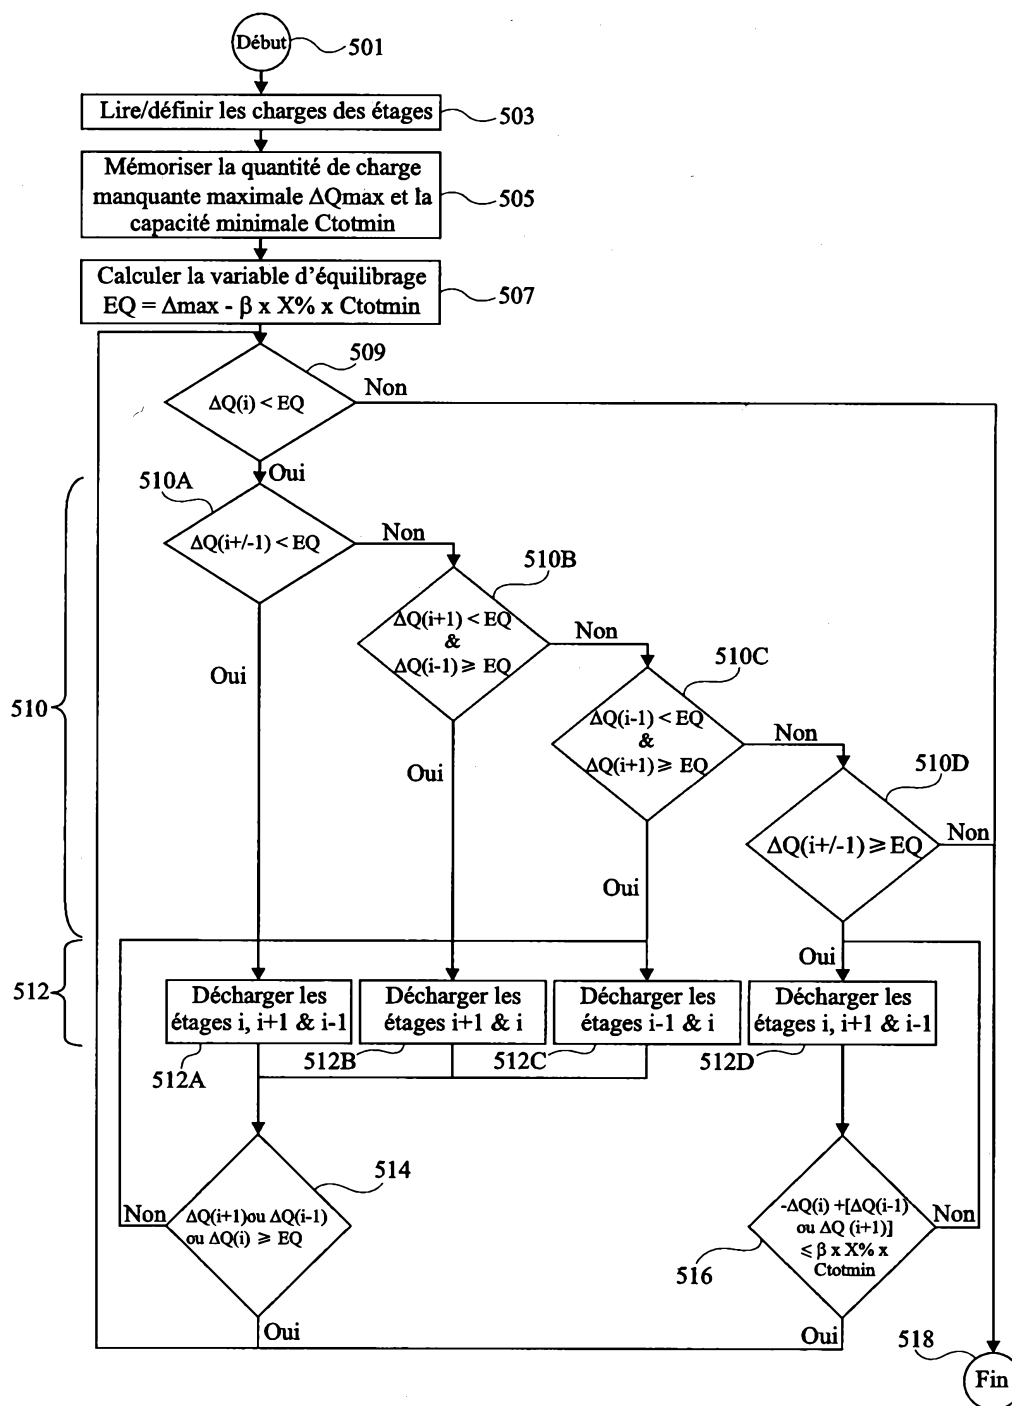 Début
501
Lire/définir les charges des étages
503
Mémoriser la quantité de charge
manquante maximale ΔQmax et la
capacité minimale Ctotmin
505
Calculer la variable d'équilibrage
EQ = Δmax - β x X% x Ctotmin
507
509
ΔQ(i) < EQ
Non
Oui
510A
ΔQ(i+/-1) < EQ
Non
510B
ΔQ(i+1) < EQ
&
ΔQ(i-1) ⩾ EQ
Non
510C
Oui
ΔQ(i-1) < EQ
&
ΔQ(i+1) ⩾ EQ
Non
510
Oui
510D
ΔQ(i+/-1) ⩾ EQ
Non
Oui
Oui
512
Décharger les
étages i, i+1 & i-1
Décharger les
étages i+1 & i
Décharger les
étages i-1 & i
Décharger les
étages i, i+1 & i-1
512A
512B
512C
512D
514
ΔQ(i+1)ou ΔQ(i-1)
ou ΔQ(i) ⩾ EQ
Non
-ΔQ(i) +[ΔQ(i-1)
ou ΔQ (i+1)]
⩽ β x X% x
Ctotmin
Non
516
Oui
Oui
518
Fin